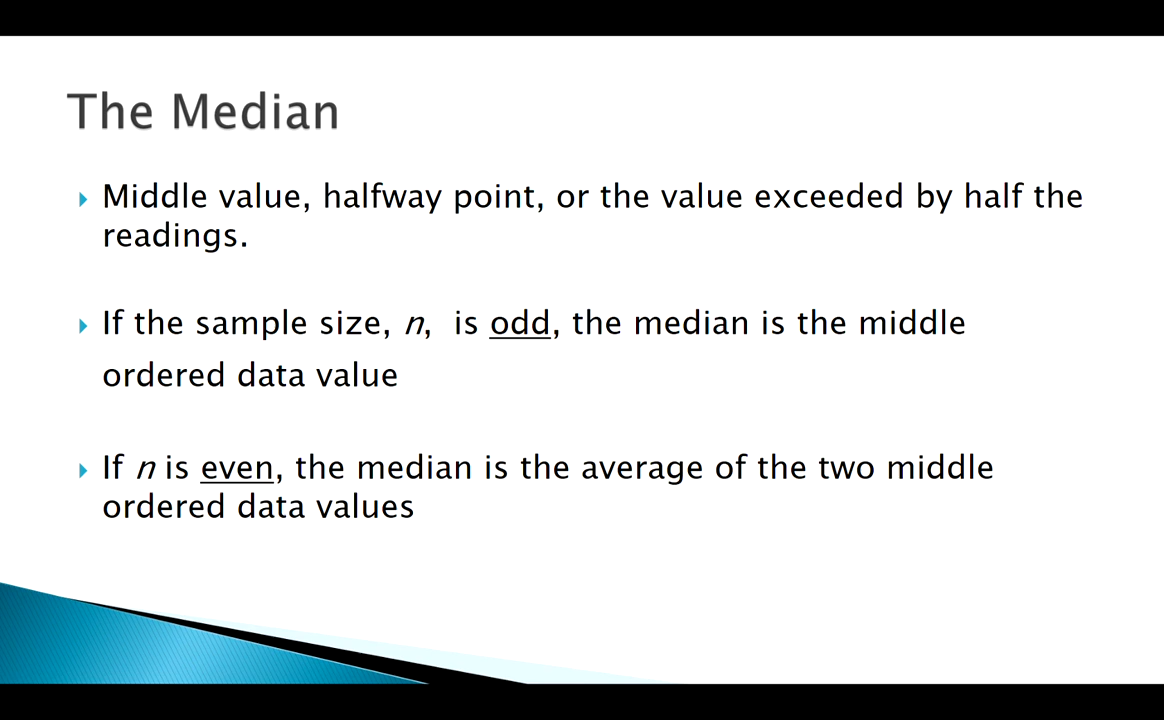 The Median
Middle value, halfway point, or the value exceeded by half the
readings.
If the sample size, n, is odd, the median is the middle
ordered data value
If n is even, the median is the average of the two middle
ordered data values